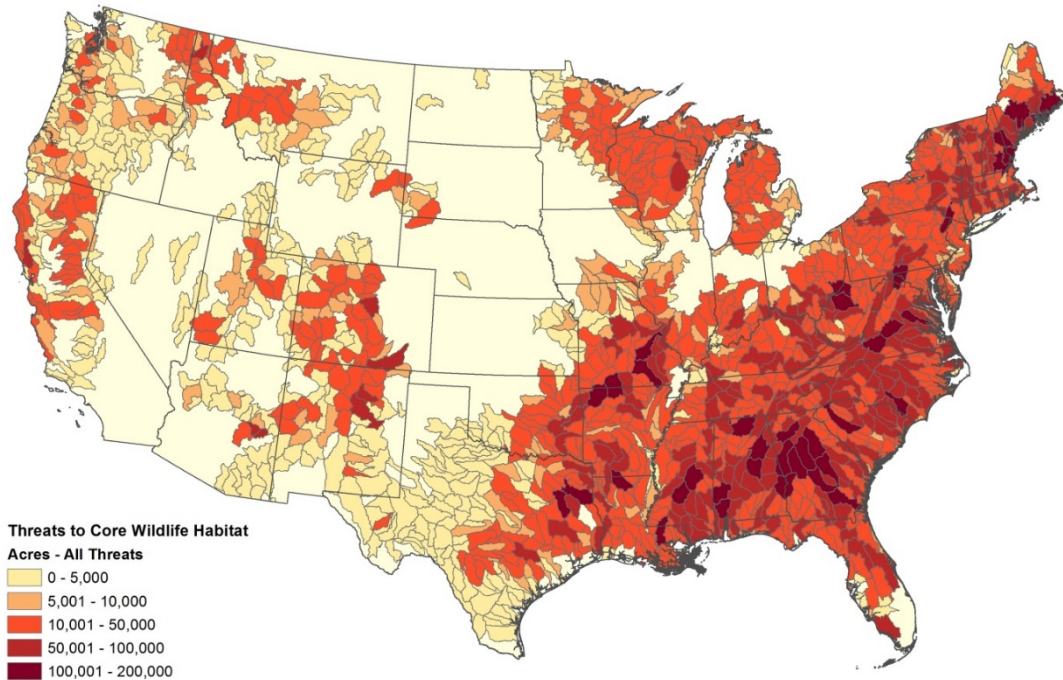 Threats to Core Wildlife Habitat
Acres - All Threats
0 - 5,000
5,001 - 10,000
10,001 - 50,000
50,001 - 100,000
100,001 - 200,000